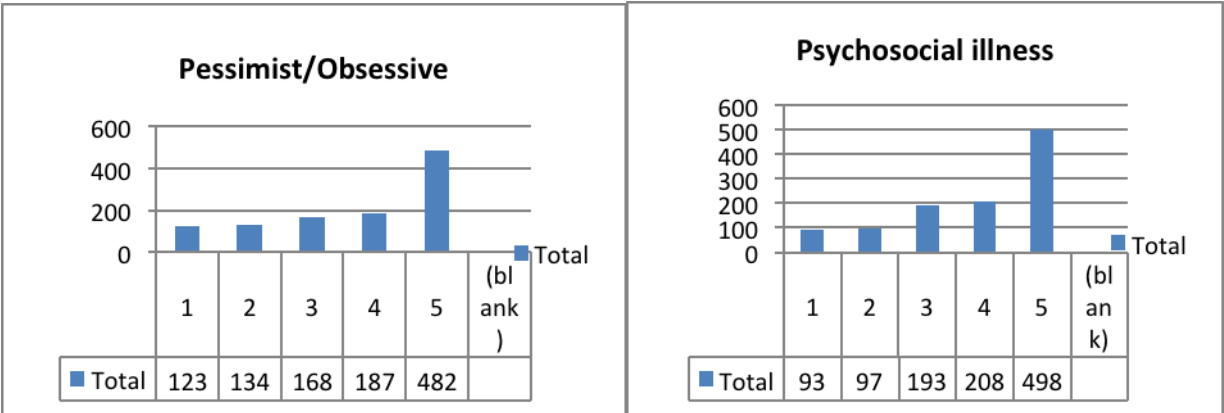 Pessimist/Obsessive
600
400
200
0
Total
1 2 3 4 5 (bl
ank
)
Total 123 134 168 187 482
Psychosocial illness
600
500
400
300
200
100
0
Total
1 2 3 4 5 (bl
an
k)
Total 93 97 193 208 498